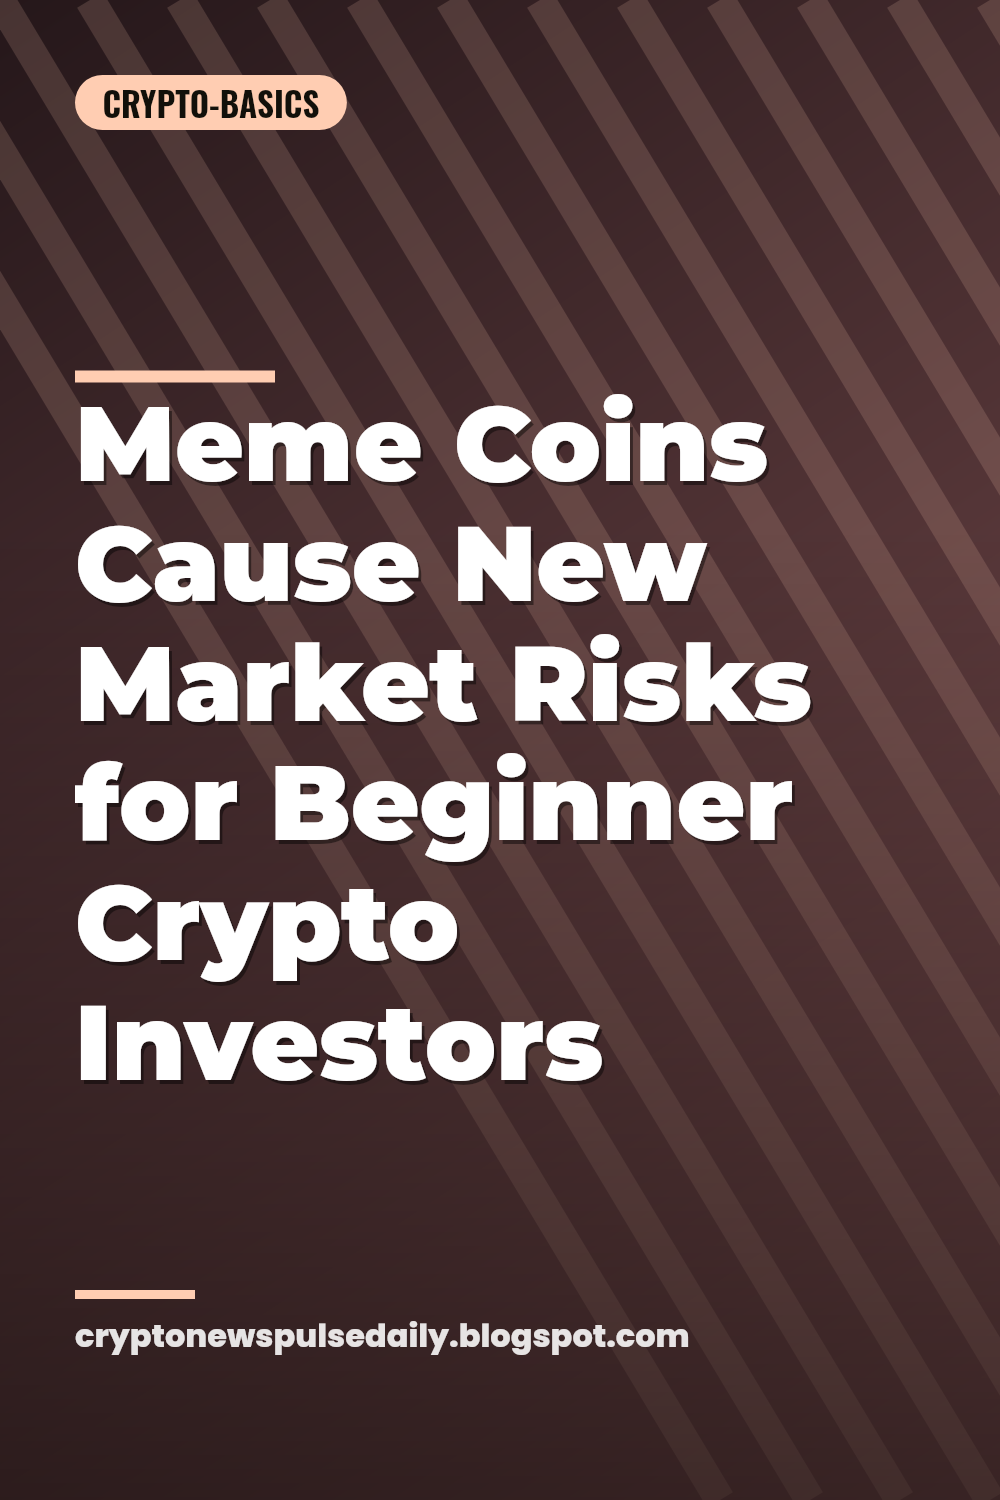 CRYPTO-BASICS
Meme Coins
Cause New
Market Risks
for Beginner
Crypto
Investors
cryptonewspulsedaily.blogspot.com